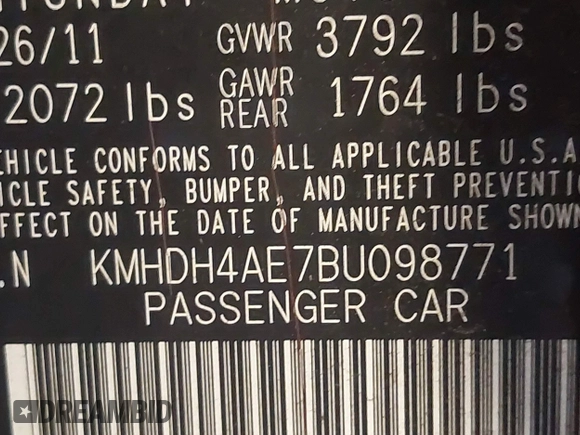 26/11 GVWR 3792 lbs
2072 lbs GAWR REAR 1764 lbs
EHICLE CONFORMS TO ALL APPLICABLE U.S.A
ICLE SAFETY, BUMPER, AND THEFT PREVENTI
FFECT ON THE DATE OF MANUFACTURE SHOWN
.N KMHDH4AE7BU098771
PASSENGER CAR
DREAMBID